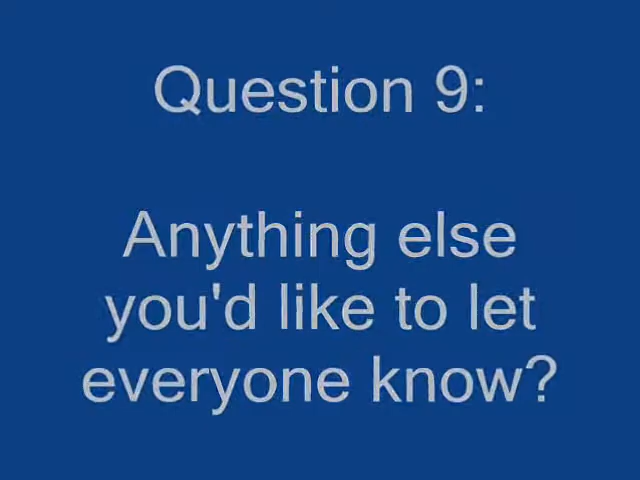 Question 9:
Anything else
you'd like to let
everyone know?